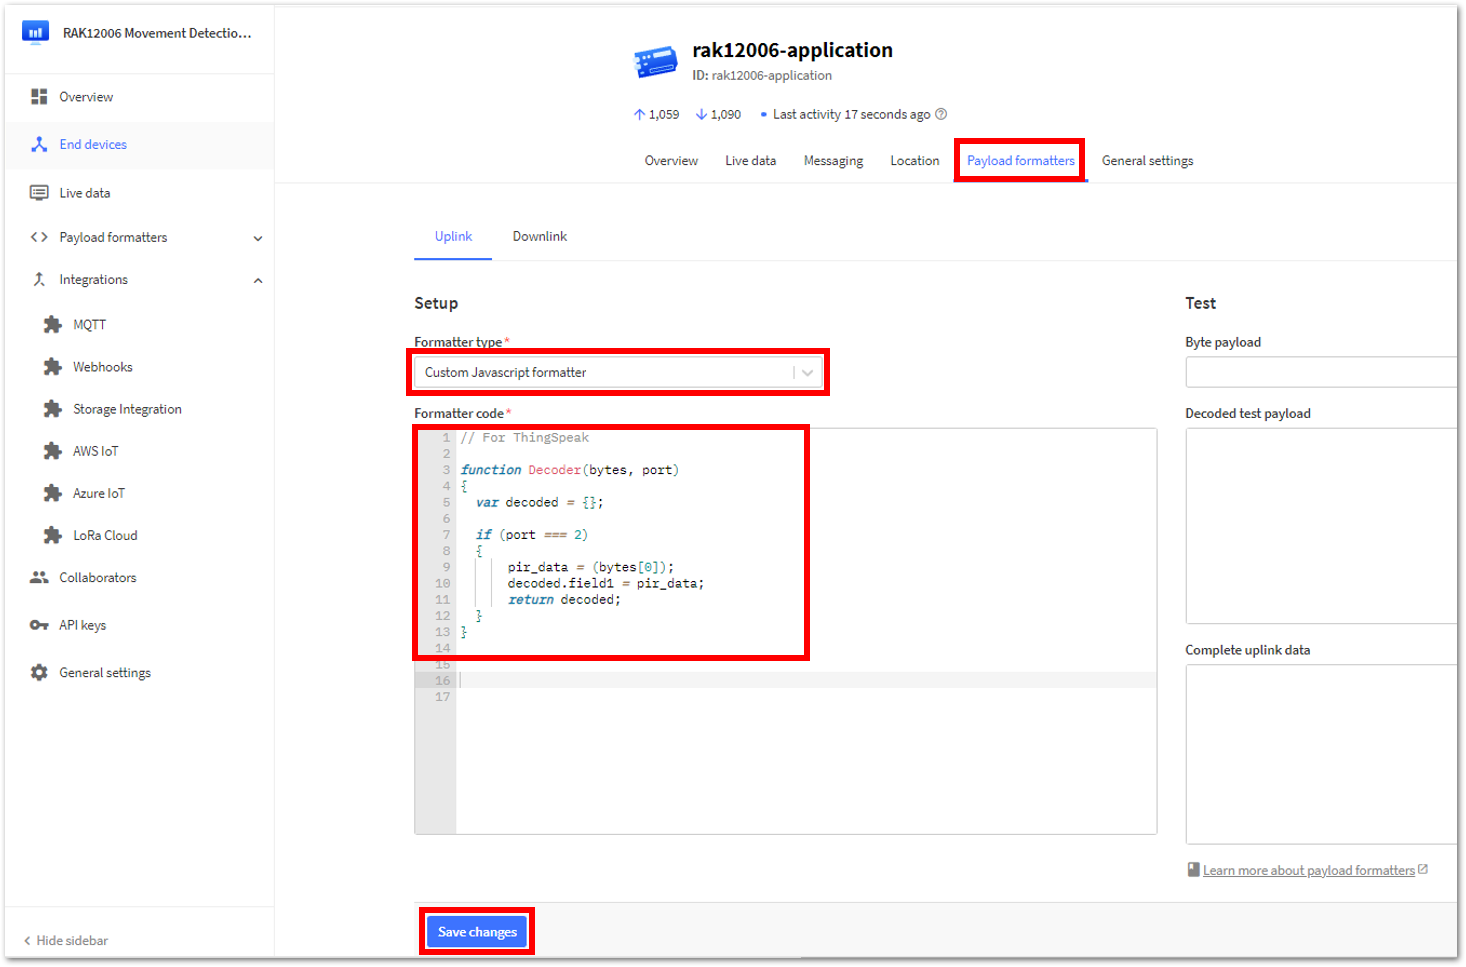 RAK12006 Movement Detectio...
Overview
End devices
Live data
Payload formatters
Integrations
MQTT
Webhooks
Storage Integration
AWS IoT
Azure IoT
LoRa Cloud
Collaborators
API keys
General settings
Hide sidebar
rak12006-application
ID: rak12006-application
1,059 1,090 • Last activity 17 seconds ago
Overview Live data Messaging Location Payload formatters General settings
Uplink Downlink
Setup
Formatter type*
Custom Javascript formatter
Formatter code*
1 // For ThingSpeak
2
3 function Decoder(bytes, port)
4 {
5 var decoded = {};
6
7 if (port === 2)
8 {
9 pir_data = (bytes[0]);
10 decoded.field1 = pir_data;
11 return decoded;
12 }
13 }
14
15
16
17
Test
Byte payload
Decoded test payload
Complete uplink data
Learn more about payload formatters
Save changes